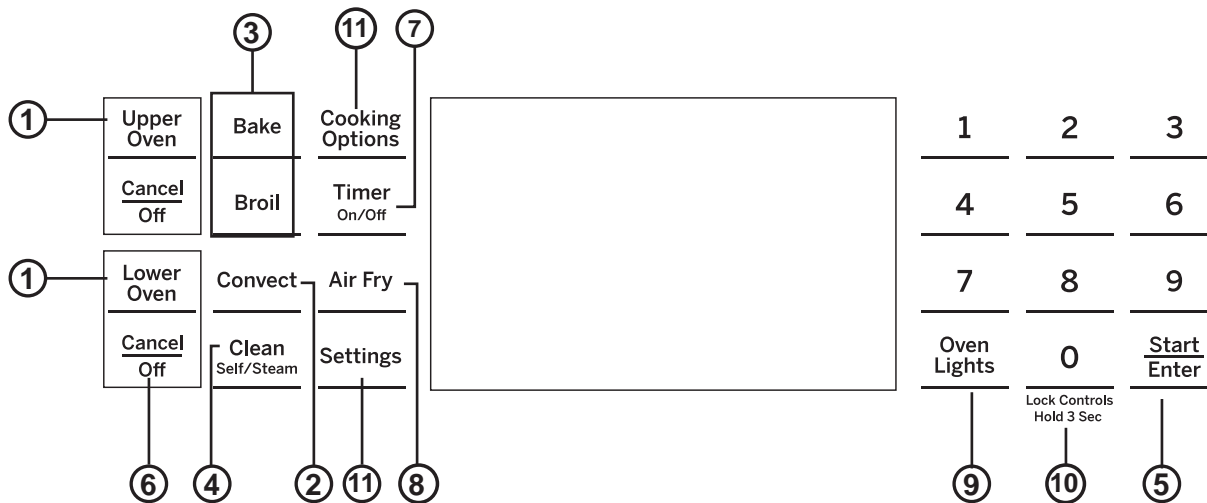 3
11
7
1
Upper
Oven
Bake
Cooking
Options
1
2
3
Cancel
Off
Broil
Timer
On/Off
4
5
6
1
Lower
Oven
Convect
Air Fry
7
8
9
Cancel
Off
Clean
Self/Steam
Settings
Oven
Lights
0
Start
Enter
Lock Controls
Hold 3 Sec
6
4
2
11
8
9
10
5